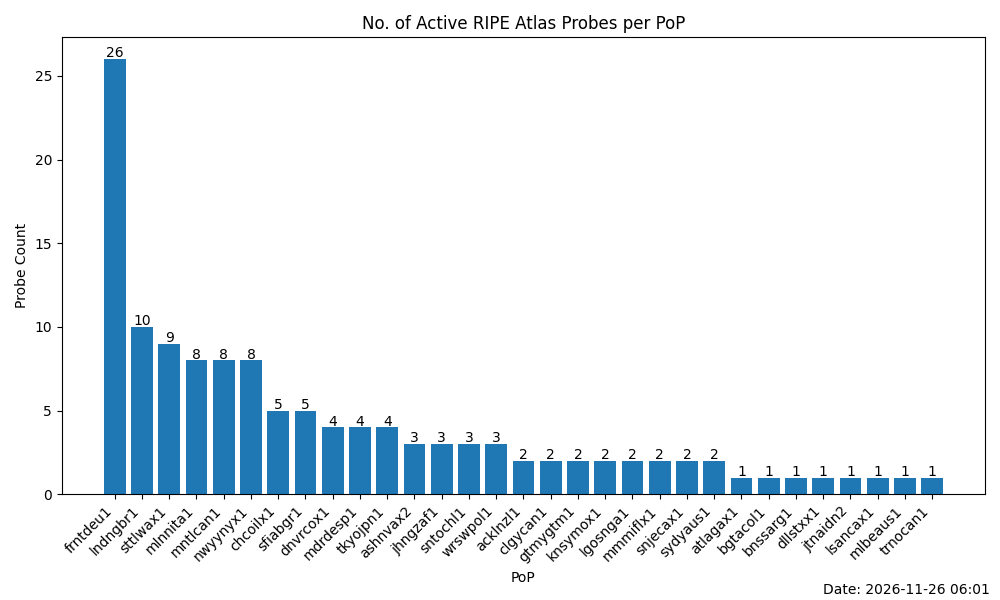 No. of Active RIPE Atlas Probes per PoP
Probe Count
25
20
15
10
5
0
26
10
9
8
8
8
5
5
4
4
4
3
3
3
3
2
2
2
2
2
2
2
2
1
1
1
1
1
1
1
1
frntdeu1
lndngbr1
sttlwax1
mlnnita1
mntlcan1
nwyynyx1
chcoilx1
sfiabgr1
dnvrcox1
mdrdesp1
tkyojpn1
ashnvax2
jhngzaf1
sntochl1
wrswpol1
acklnzl1
clgycan1
gtmygtm1
knsymox1
lgosnga1
mmmiflx1
snjecax1
sydyaus1
atlagax1
bgtacol1
bnssarg1
dllstxx1
jtnaidn2
lsancax1
mlbeaus1
trnocan1
PoP
Date: 2026-11-26 06:01